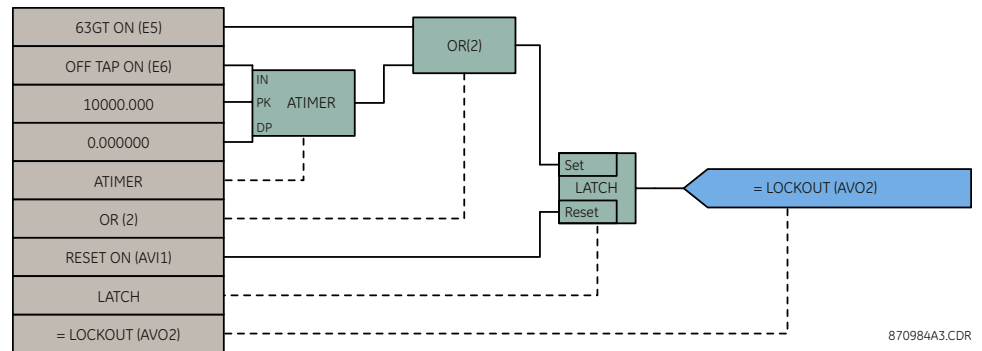 63GT ON (E5)
OFF TAP ON (E6)
10000.000
0.000000
ATIMER
OR (2)
RESET ON (AVI1)
LATCH
= LOCKOUT (AVO2)
IN
PK
DP
ATIMER
OR(2)
Set
LATCH
Reset
= LOCKOUT (AVO2)
870984A3.CDR